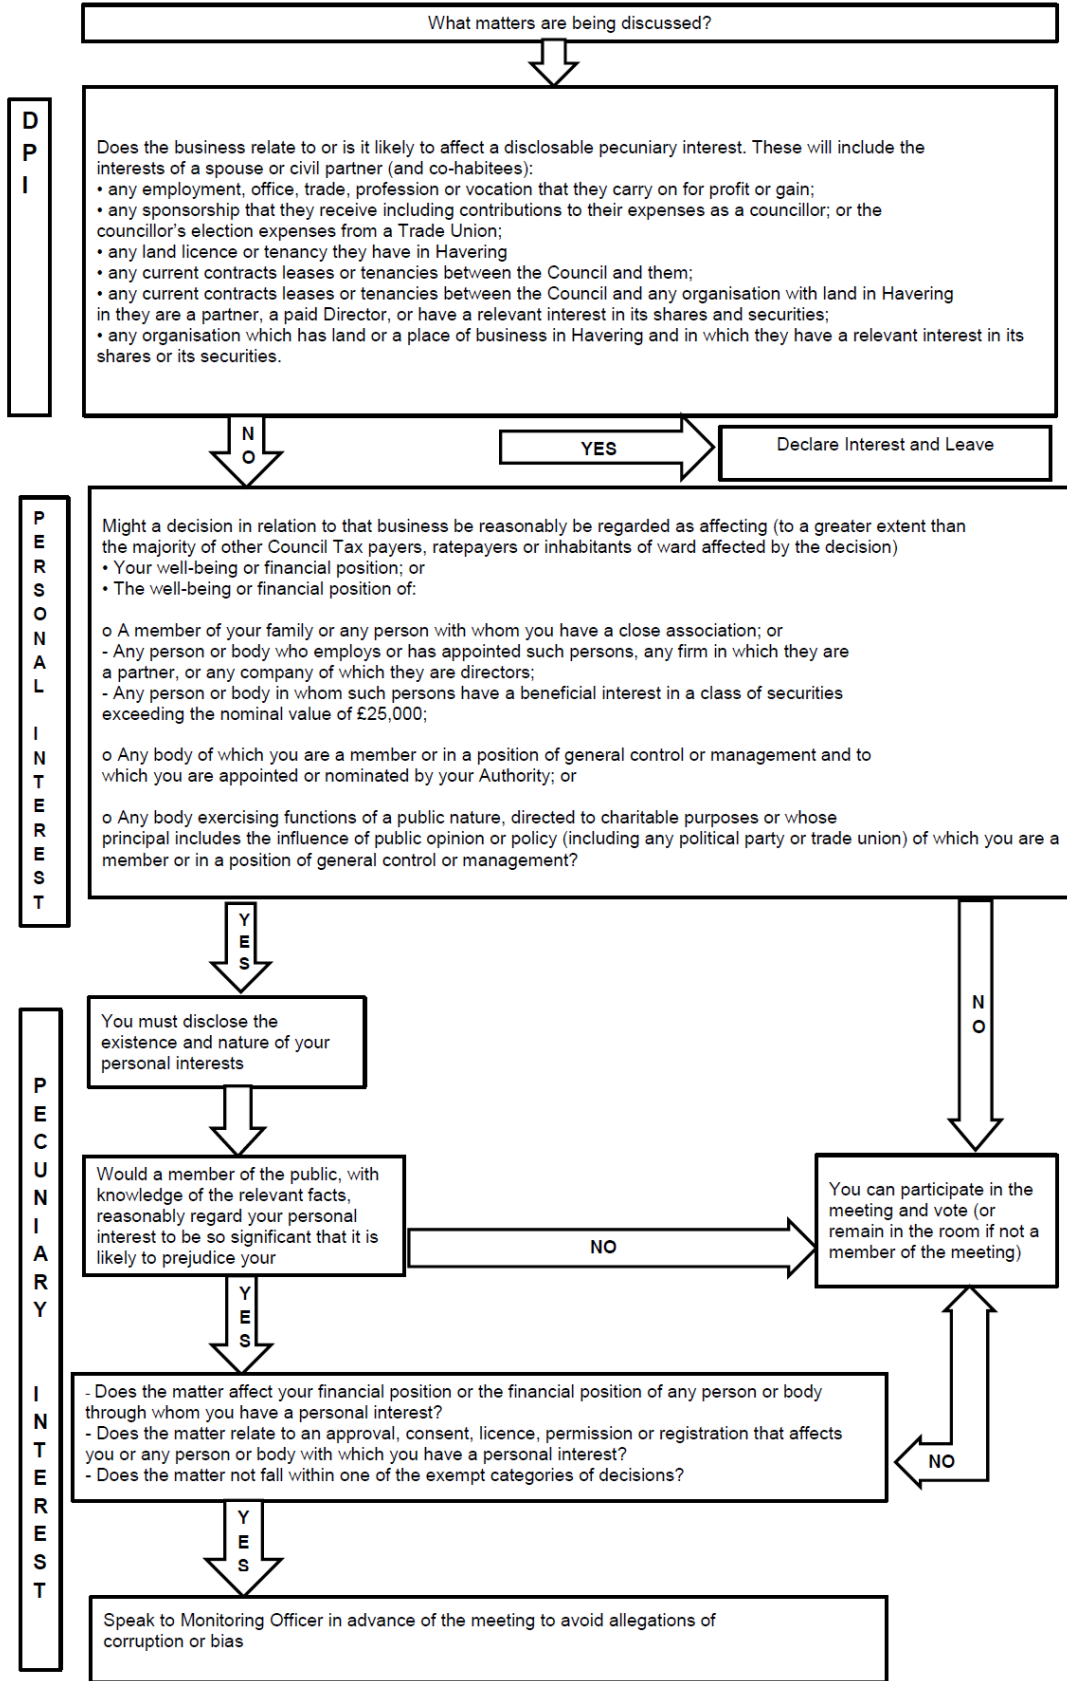 What matters are being discussed?
D
P
I
Does the business relate to or is it likely to affect a disclosable pecuniary interest. These will include the
interests of a spouse or civil partner (and co-habitees):
• any employment, office, trade, profession or vocation that they carry on for profit or gain;
• any sponsorship that they receive including contributions to their expenses as a councillor; or the
councillor's election expenses from a Trade Union;
• any land licence or tenancy they have in Havering
• any current contracts leases or tenancies between the Council and them;
• any current contracts leases or tenancies between the Council and any organisation with land in Havering
in they are a partner, a paid Director, or have a relevant interest in its shares and securities;
• any organisation which has land or a place of business in Havering and in which they have a relevant interest in its
shares or its securities.
N
O
YES
Declare Interest and Leave
P
E
R
S
O
N
A
L
I
N
T
E
R
E
S
T
Might a decision in relation to that business be reasonably be regarded as affecting (to a greater extent than
the majority of other Council Tax payers, ratepayers or inhabitants of ward affected by the decision)
• Your well-being or financial position; or
• The well-being or financial position of:
o A member of your family or any person with whom you have a close association; or
- Any person or body who employs or has appointed such persons, any firm in which they are
a partner, or any company of which they are directors;
- Any person or body in whom such persons have a beneficial interest in a class of securities
exceeding the nominal value of £25,000;
o Any body of which you are a member or in a position of general control or management and to
which you are appointed or nominated by your Authority; or
o Any body exercising functions of a public nature, directed to charitable purposes or whose
principal includes the influence of public opinion or policy (including any political party or trade union) of which you are a
member or in a position of general control or management?
Y
E
S
N
O
P
E
C
U
N
I
A
R
Y
I
N
T
E
R
E
S
T
You must disclose the
existence and nature of your
personal interests
Would a member of the public, with
knowledge of the relevant facts,
reasonably regard your personal
interest to be so significant that it is
likely to prejudice your
NO
You can participate in the
meeting and vote (or
remain in the room if not a
member of the meeting)
Y
E
S
- Does the matter affect your financial position or the financial position of any person or body
through whom you have a personal interest?
- Does the matter relate to an approval, consent, licence, permission or registration that affects
you or any person or body with which you have a personal interest?
- Does the matter not fall within one of the exempt categories of decisions?
NO
Y
E
S
Speak to Monitoring Officer in advance of the meeting to avoid allegations of
corruption or bias